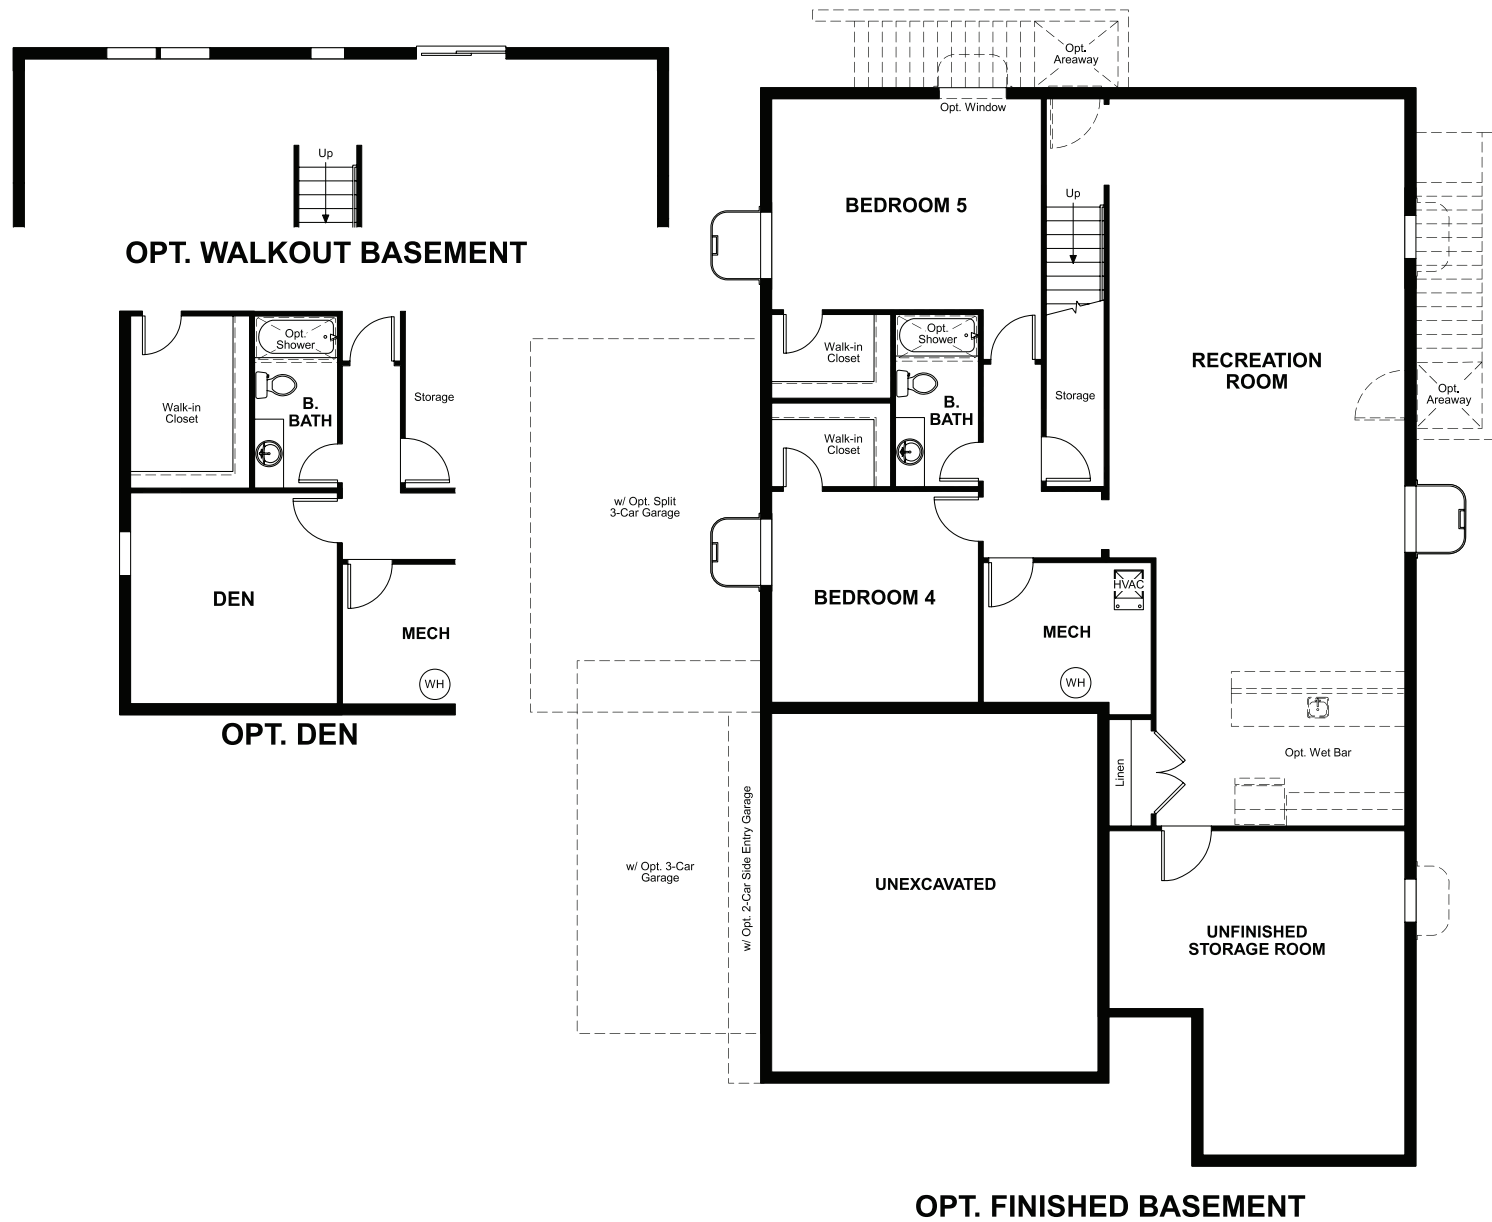 Up
OPT. WALKOUT BASEMENT
Opt.
Shower
Walk-in
Closet
B.
BATH
Storage
DEN
MECH
WH
OPT. DEN
Opt.
Areaway
Opt. Window
BEDROOM 5
Up
Walk-in
Closet
Opt.
Shower
RECREATION
ROOM
Opt.
Areaway
Storage
B.
BATH
Walk-in
Closet
w/ Opt. Split
3-Car Garage
BEDROOM 4
HVAC
MECH
WH
Opt. Wet Bar
Linen
w/ Opt. 3-Car
Garage
w/ Opt. 2-Car Side Entry Garage
UNEXCAVATED
UNFINISHED
STORAGE ROOM
OPT. FINISHED BASEMENT